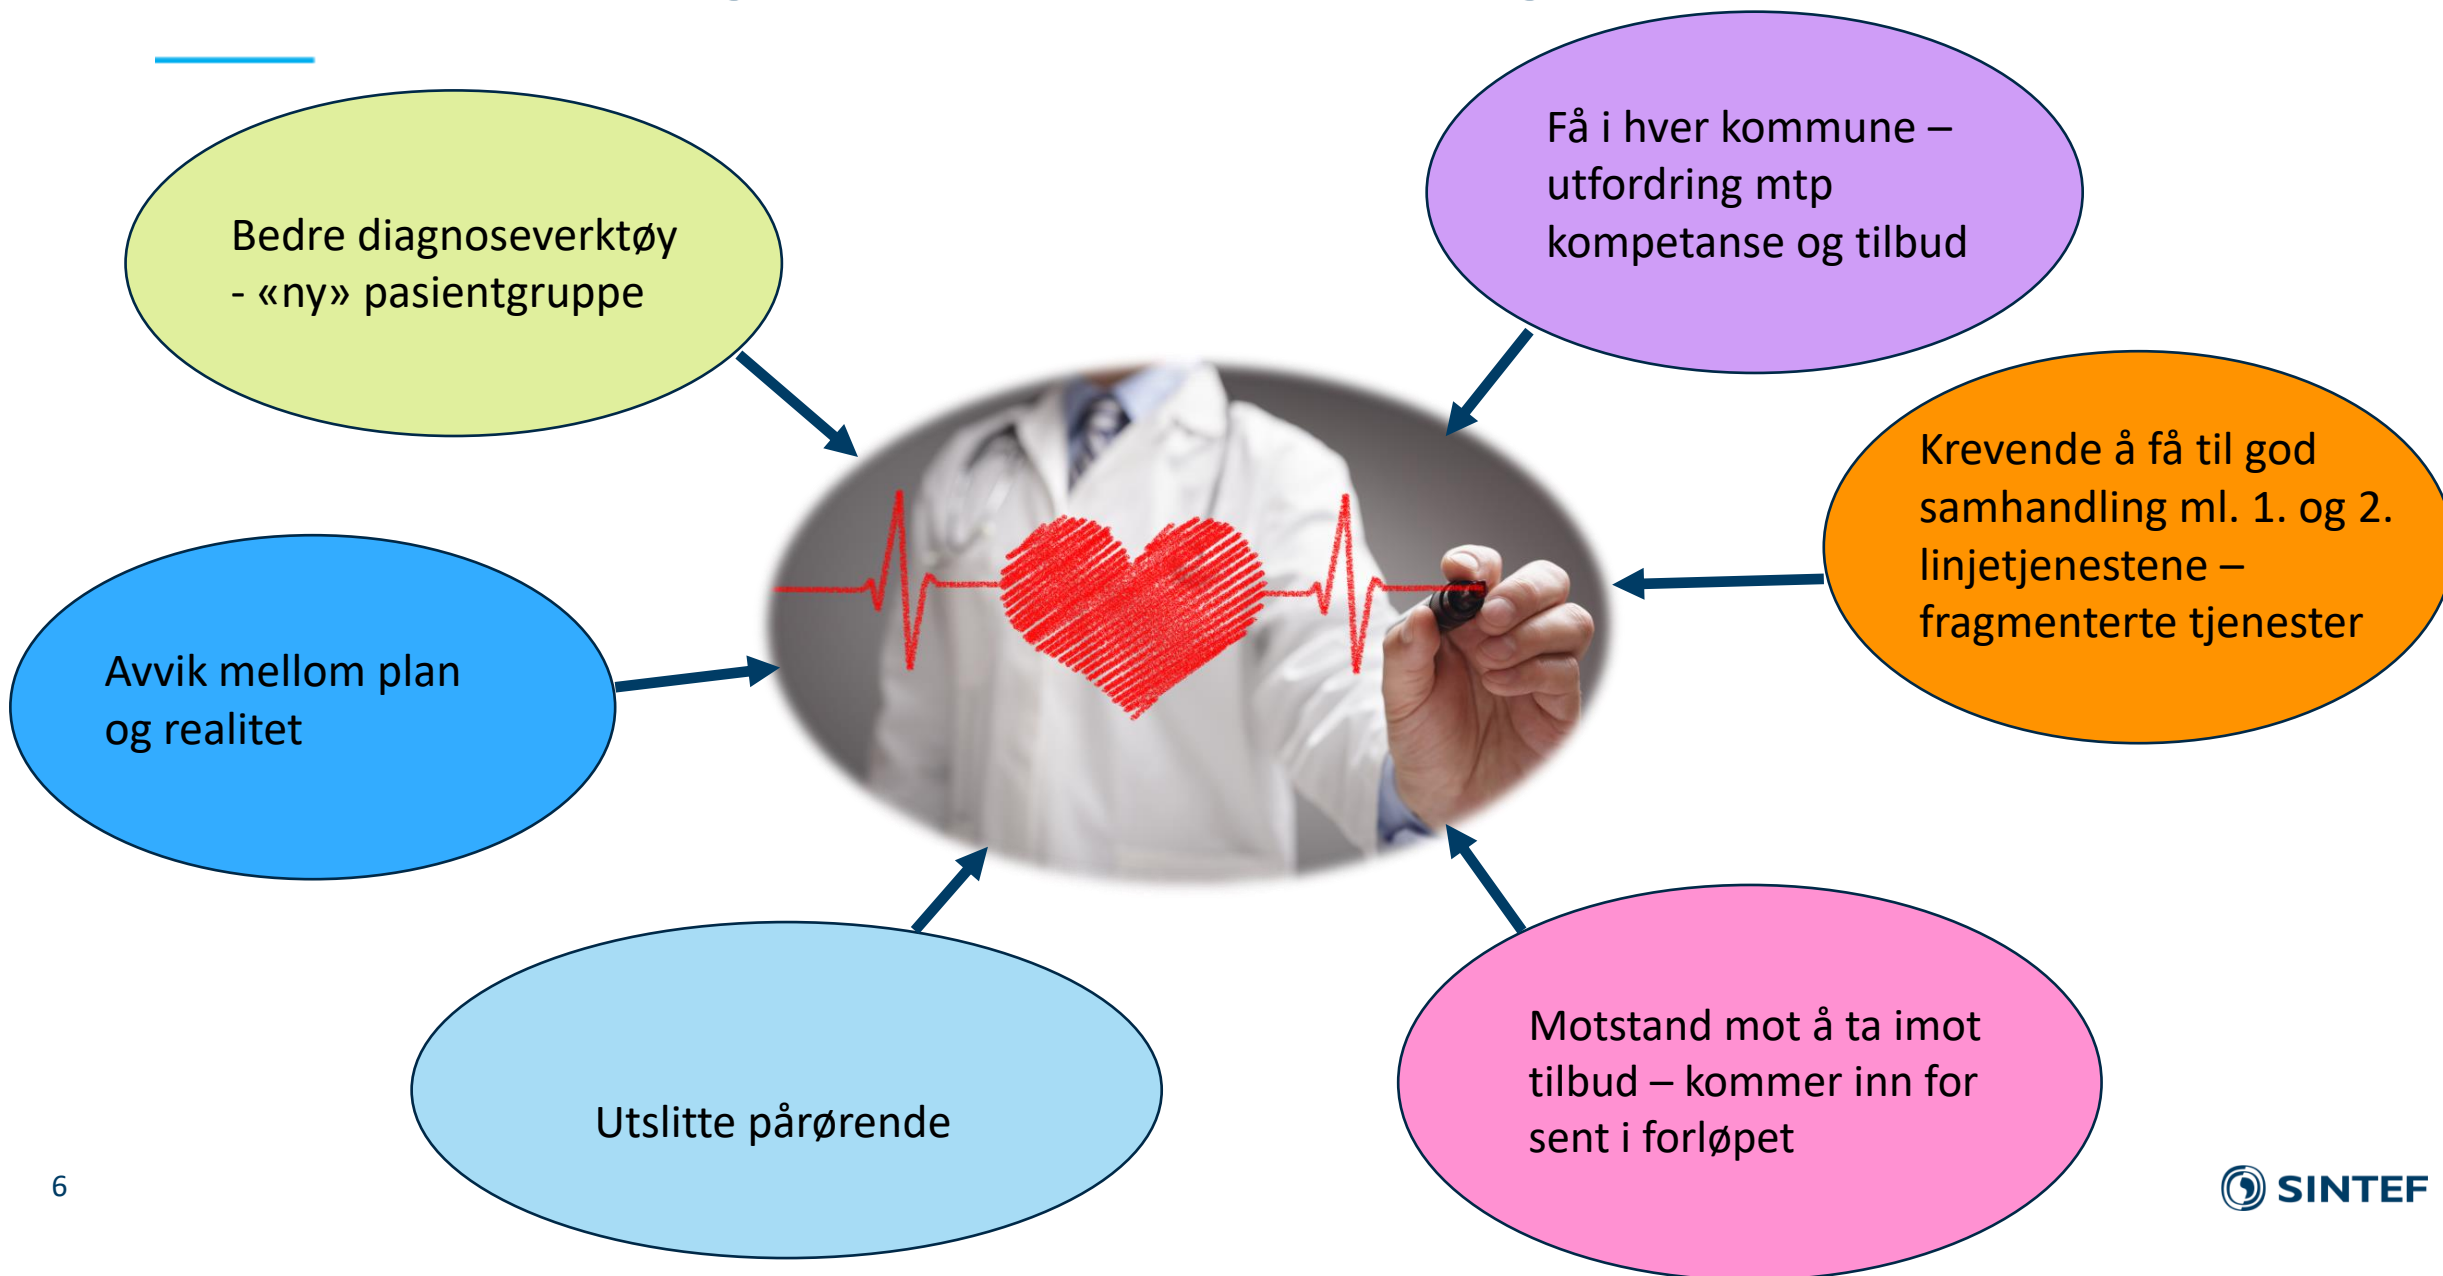 Bedre diagnoseverktøy
- «ny» pasientgruppe
Få i hver kommune –
utfordring mtp
kompetanse og tilbud
Krevende å få til god
samhandling ml. 1. og 2.
linjetjenestene –
fragmenterte tjenester
Avvik mellom plan
og realitet
Utslitte pårørende
Motstand mot å ta imot
tilbud – kommer inn for
sent i forløpet
6
SINTEF